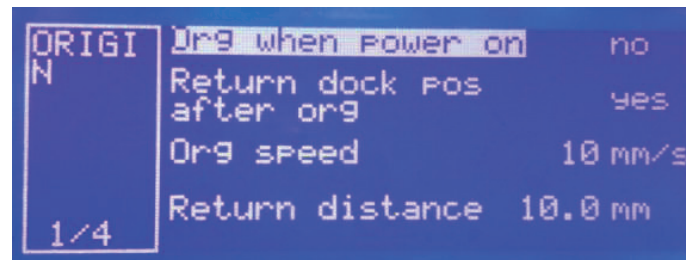 ORIGI
N
1/4
Org when power on no
Return dock pos
after org yes
Org speed 10 mm/s
Return distance 10.0 mm